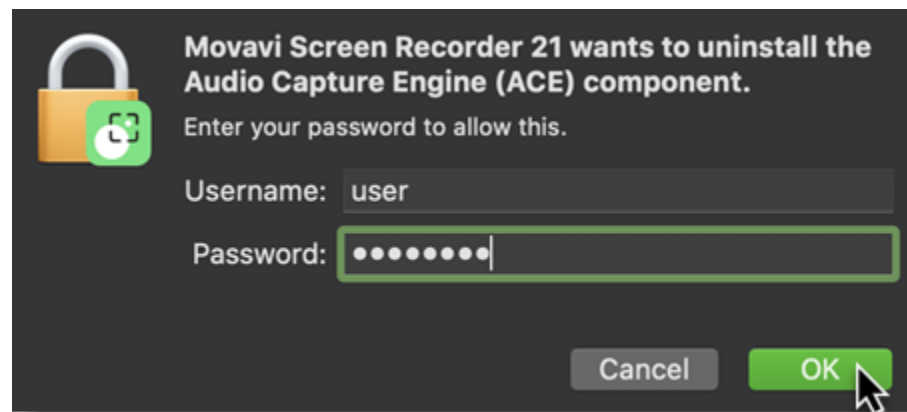 Movavi Screen Recorder 21 wants to uninstall the
Audio Capture Engine (ACE) component.
Enter your password to allow this.
Username: user
Password: ••••••••
Cancel OK